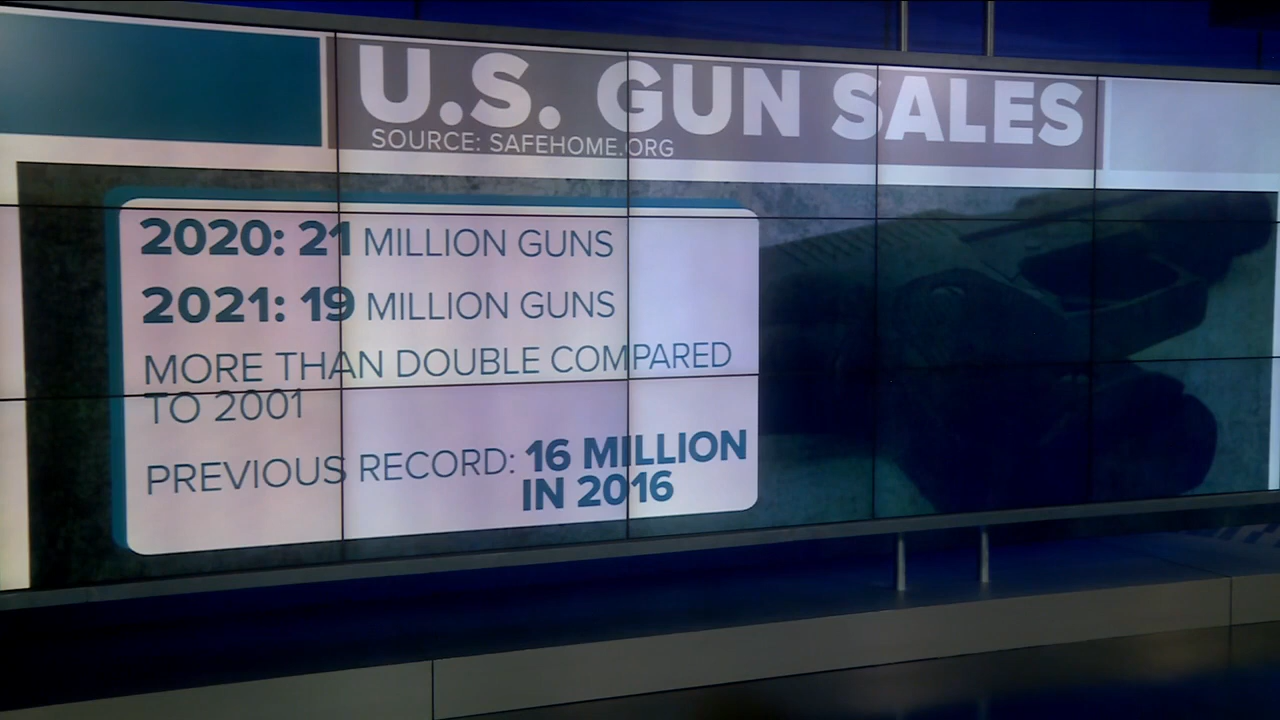 U.S. GUN SALES
SOURCE: SAFEHOME.ORG
2020: 21 MILLION GUNS
2021: 19 MILLION GUNS
MORE THAN DOUBLE COMPARED
TO 2001
PREVIOUS RECORD: 16 MILLION
IN 2016